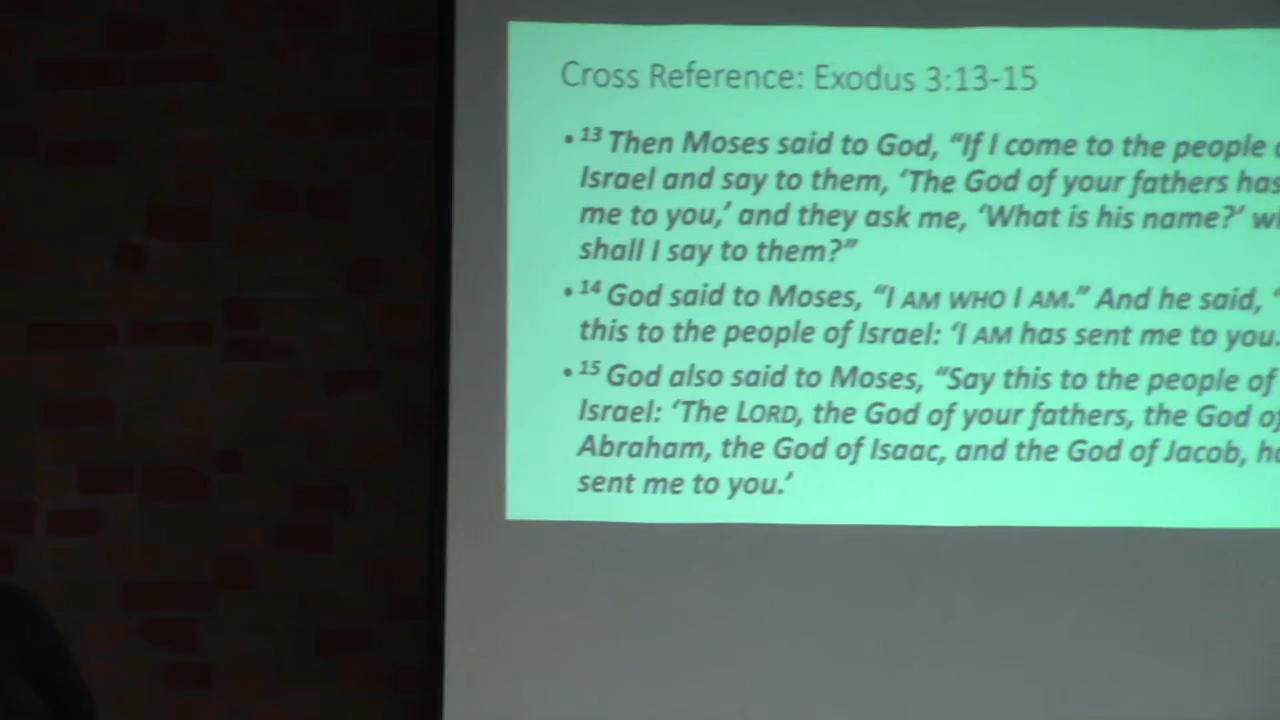 Cross Reference: Exodus 3:13-15
• 13 Then Moses said to God, “If I come to the people
Israel and say to them, ‘The God of your fathers has
me to you,’ and they ask me, ‘What is his name?’
shall I say to them?”
• 14 God said to Moses, “I AM WHO I AM.” And he said,
this to the people of Israel: ‘I AM has sent me to you.
• 15 God also said to Moses, “Say this to the people of
Israel: ‘The LORD, the God of your fathers, the God of
Abraham, the God of Isaac, and the God of Jacob,
sent me to you.’